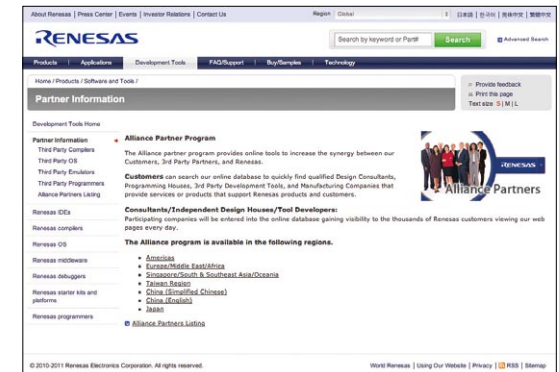 About Renesas | Press Center | Events | Investor Relations | Contact Us
Region Global
日本語 | 한국어 | 简体中文 | 繁體中文
RENESAS
Search by keyword or Part#
Search
Advanced Search
Products | Applications | Development Tools | FAQ/Support | Buy/Samples | Technology
Home / Products / Software and Tools /
Partner Information
Provide feedback
Print this page
Text size S | M | L
Development Tools Home
Partner Information
Third Party Compilers
Third Party OS
Third Party Emulators
Third Party Programmers
Alliance Partners Listing
Renesas IDEs
Renesas compilers
Renesas OS
Renesas middleware
Renesas debuggers
Renesas starter kits and
platforms
Renesas programmers
Alliance Partner Program
The Alliance partner program provides online tools to increase the synergy between our
Customers, 3rd Party Partners, and Renesas.
Customers can search our online database to quickly find qualified Design Consultants,
Programming Houses, 3rd Party Development Tools, and Manufacturing Companies that
provide services or products that support Renesas products and customers.
Consultants/Independent Design Houses/Tool Developers:
Participating companies will be entered into the online database gaining visibility to the thousands of Renesas customers viewing our web
pages every day.
The Alliance program is available in the following regions.
Americas
Europe/Middle East/Africa
Singapore/South & Southeast Asia/Oceania
Taiwan Region
China (Simplified Chinese)
China (English)
Japan
Alliance Partners Listing
RENESAS
Alliance Partners
© 2010-2011 Renesas Electronics Corporation. All rights reserved.
World Renesas | Using Our Website | Privacy | RSS | Sitemap